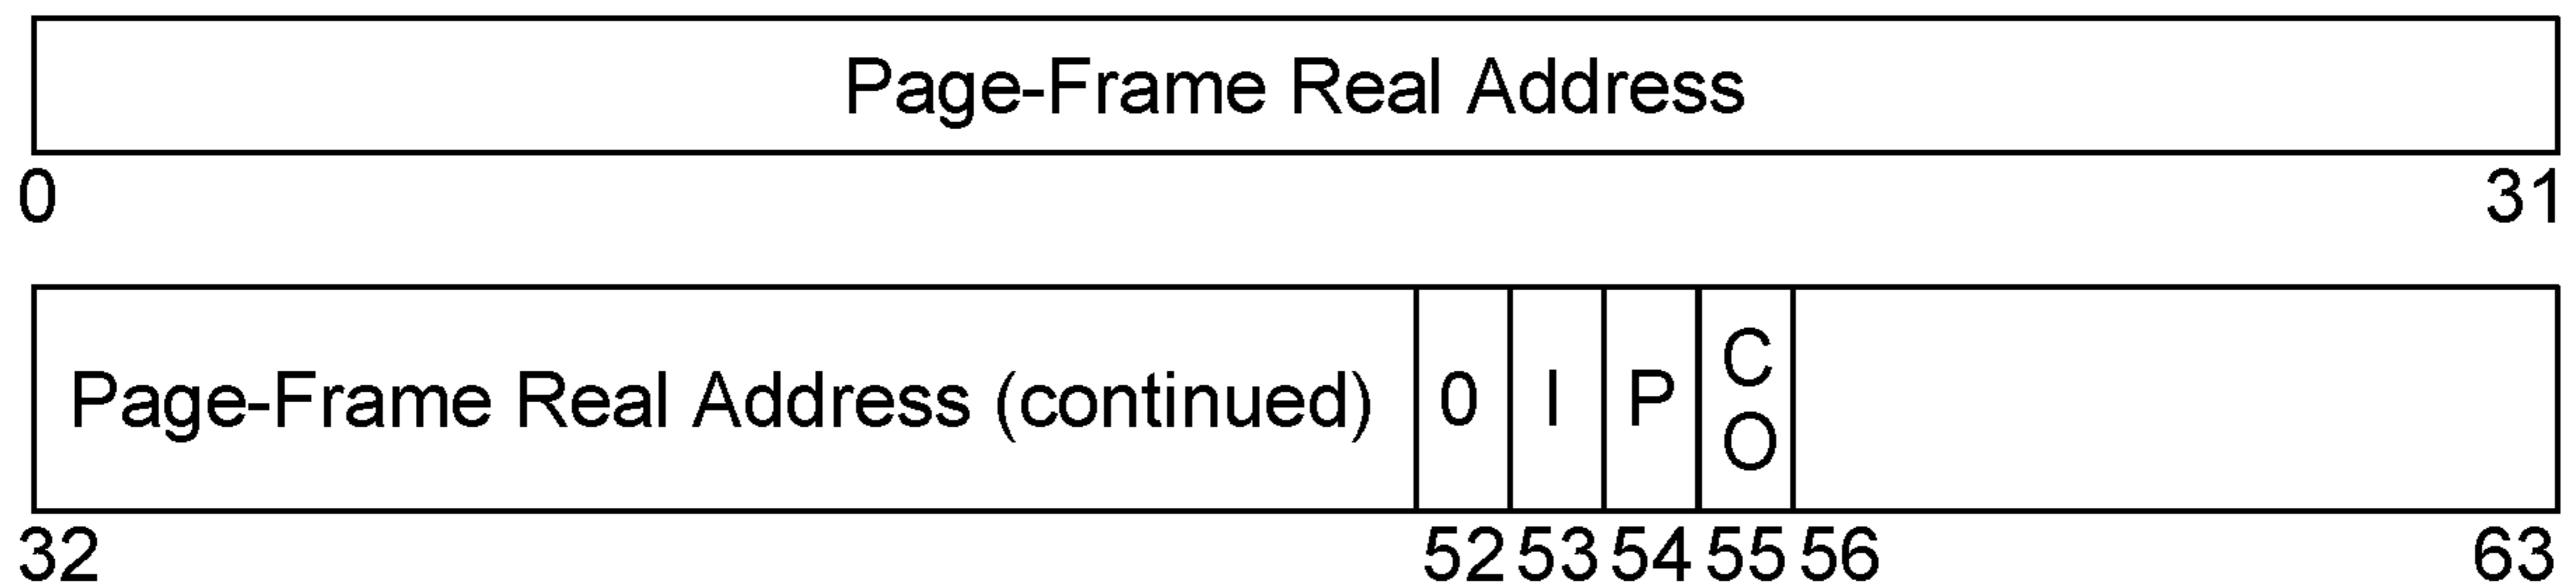 Page-Frame Real Address
0 31
Page-Frame Real Address (continued) 0 I P C O
32 52 53 54 55 56 63